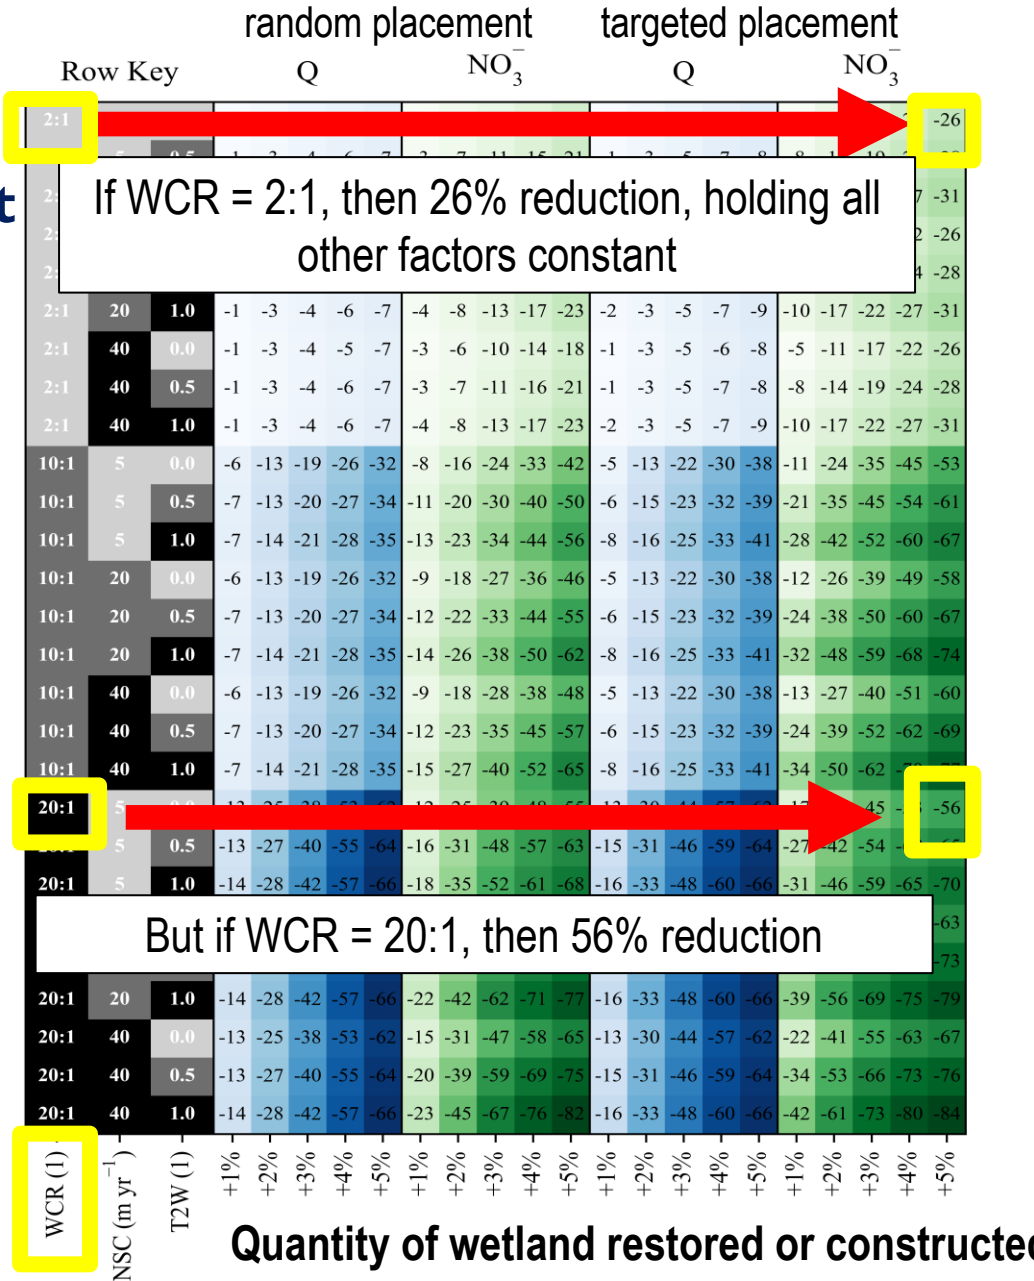 random placement targeted placement
Row Key Q NO₃⁻ Q NO₃⁻
2:1 -26
t
If WCR = 2:1, then 26% reduction, holding all
other factors constant
-31
-26
-28
2:1 20 1.0 -1 -3 -4 -6 -7 -4 -8 -13 -17 -23 -2 -3 -5 -7 -9 -10 -17 -22 -27 -31
2:1 40 0.0 -1 -3 -4 -5 -7 -3 -6 -10 -14 -18 -1 -3 -5 -6 -8 -5 -11 -17 -22 -26
2:1 40 0.5 -1 -3 -4 -6 -7 -3 -7 -11 -16 -21 -1 -3 -5 -7 -8 -8 -14 -19 -24 -28
2:1 40 1.0 -1 -3 -4 -6 -7 -4 -8 -13 -17 -23 -2 -3 -5 -7 -9 -10 -17 -22 -27 -31
10:1 5 0.0 -6 -13 -19 -26 -32 -8 -16 -24 -33 -42 -5 -13 -22 -30 -38 -11 -24 -35 -45 -53
10:1 5 0.5 -7 -13 -20 -27 -34 -11 -20 -30 -40 -50 -6 -15 -23 -32 -39 -21 -35 -45 -54 -61
10:1 5 1.0 -7 -14 -21 -28 -35 -13 -23 -34 -44 -56 -8 -16 -25 -33 -41 -28 -42 -52 -60 -67
10:1 20 0.0 -6 -13 -19 -26 -32 -9 -18 -27 -36 -46 -5 -13 -22 -30 -38 -12 -26 -39 -49 -58
10:1 20 0.5 -7 -13 -20 -27 -34 -12 -22 -33 -44 -55 -6 -15 -23 -32 -39 -24 -38 -50 -60 -67
10:1 20 1.0 -7 -14 -21 -28 -35 -14 -26 -38 -50 -62 -8 -16 -25 -33 -41 -32 -48 -59 -68 -74
10:1 40 0.0 -6 -13 -19 -26 -32 -9 -18 -28 -38 -48 -5 -13 -22 -30 -38 -13 -27 -40 -51 -60
10:1 40 0.5 -7 -13 -20 -27 -34 -12 -23 -35 -45 -57 -6 -15 -23 -32 -39 -24 -39 -52 -62 -69
10:1 40 1.0 -7 -14 -21 -28 -35 -15 -27 -40 -52 -65 -8 -16 -25 -33 -41 -34 -50 -62
20:1 5 -45 -56
5 0.5 -13 -27 -40 -55 -64 -16 -31 -48 -57 -63 -15 -31 -46 -59 -64 -27 -42 -54
20:1 5 1.0 -14 -28 -42 -57 -66 -18 -35 -52 -61 -68 -16 -33 -48 -60 -66 -31 -46 -59 -65 -70
But if WCR = 20:1, then 56% reduction
-63
-73
20:1 20 1.0 -14 -28 -42 -57 -66 -22 -42 -62 -71 -77 -16 -33 -48 -60 -66 -39 -56 -69 -75 -79
20:1 40 0.0 -13 -25 -38 -53 -62 -15 -31 -47 -58 -65 -13 -30 -44 -57 -62 -22 -41 -55 -63 -67
20:1 40 0.5 -13 -27 -40 -55 -64 -20 -39 -59 -69 -75 -15 -31 -46 -59 -64 -34 -53 -66 -73 -76
20:1 40 1.0 -14 -28 -42 -57 -66 -23 -45 -67 -76 -82 -16 -33 -48 -60 -66 -42 -61 -73 -80 -84
WCR (1) NSC (m yr⁻¹) T2W (1) +1% +2% +3% +4% +5% +1% +2% +3% +4% +5% +1% +2% +3% +4% +5% +1% +2% +3% +4% +5%
Quantity of wetland restored or constructed